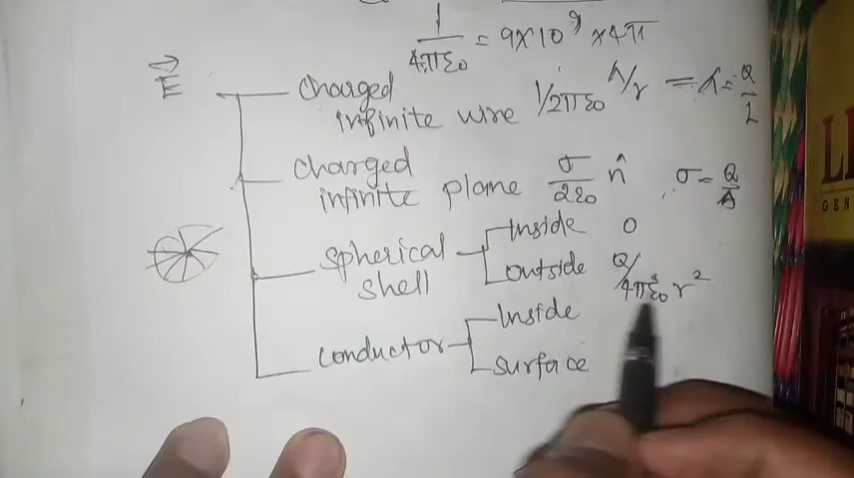 1/4πε₀ = 9×10⁹ ×4π
E⃗
Charged infinite wire 1/2πε₀ λ/r = λ=Q/L
Charged infinite plane σ/2ε₀ n̂ , σ=Q/A
Spherical shell
Inside 0
Outside Q/4πε₀r²
Conductor
Inside
Surface
L
GEN